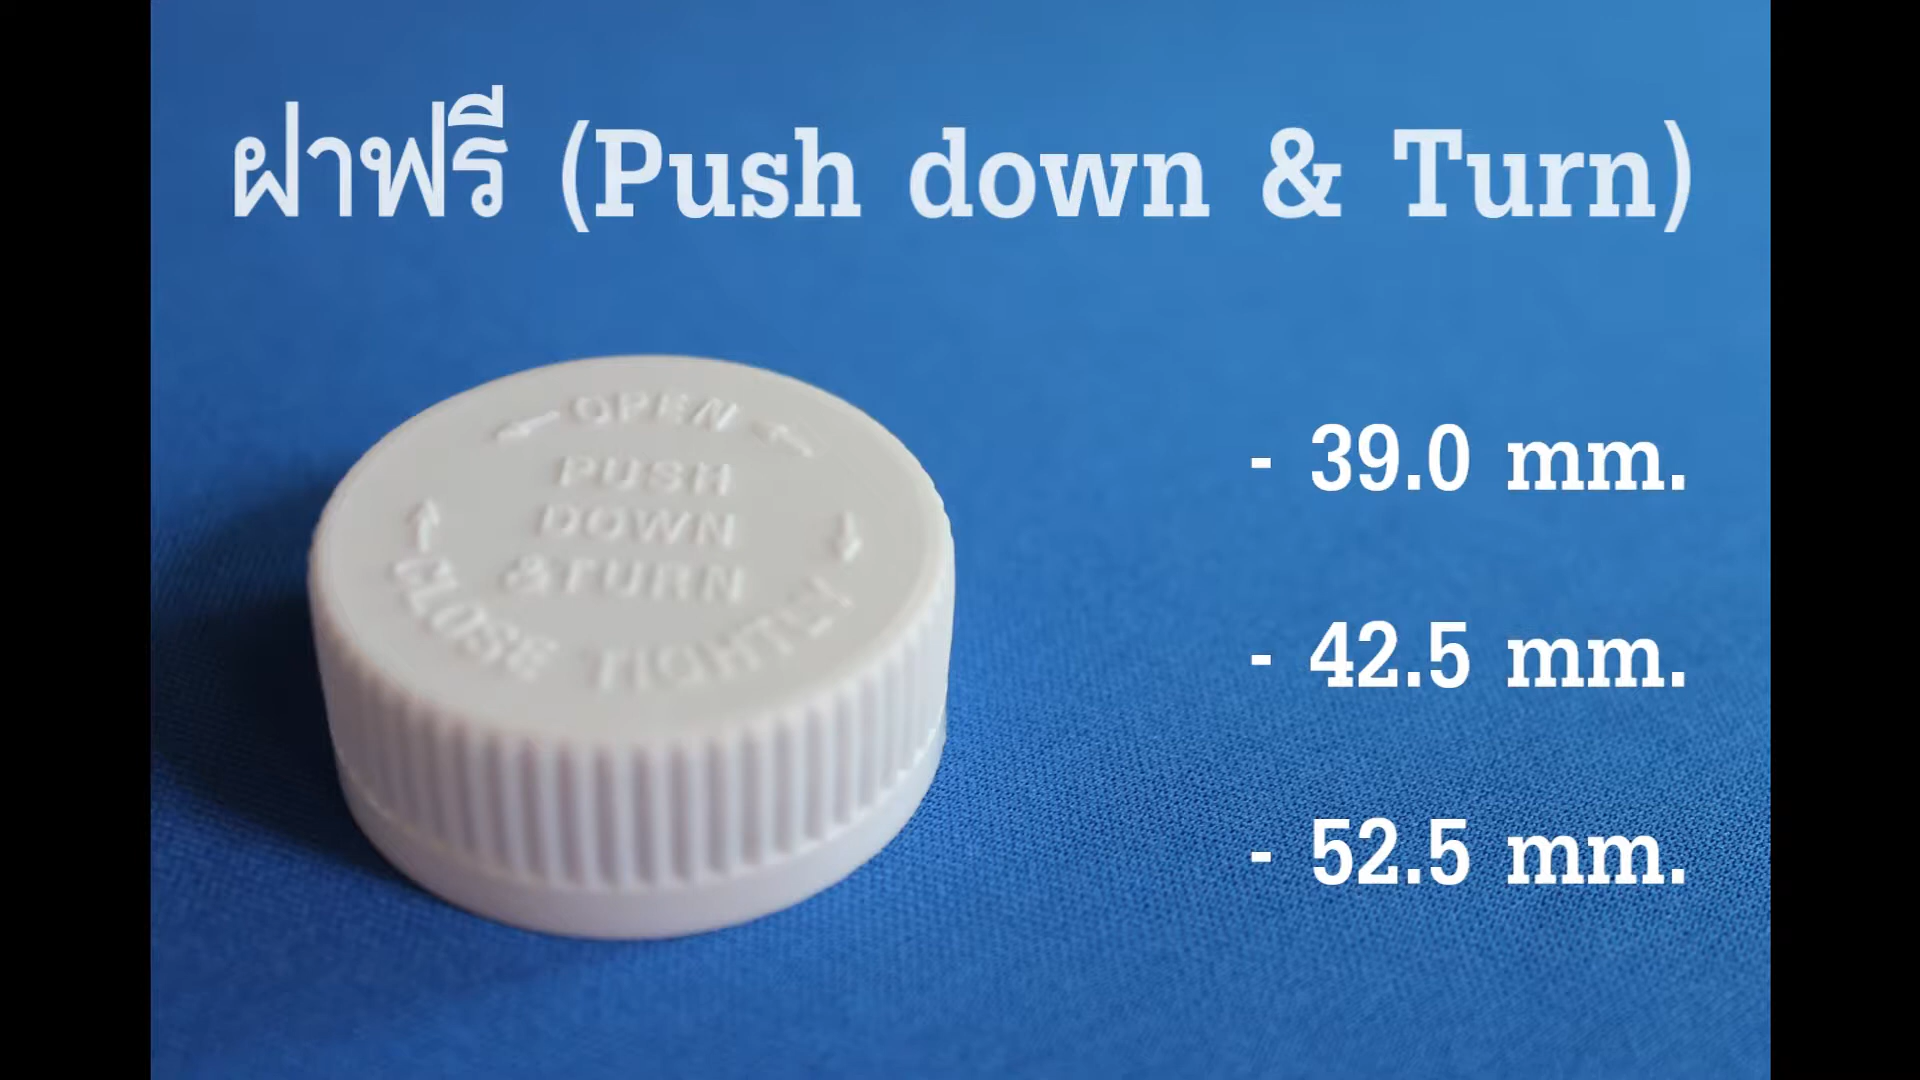 ฝาฟรี (Push down & Turn)
OPEN
PUSH
DOWN
&TURN
CLOSE TIGHTLY
- 39.0 mm.
- 42.5 mm.
- 52.5 mm.